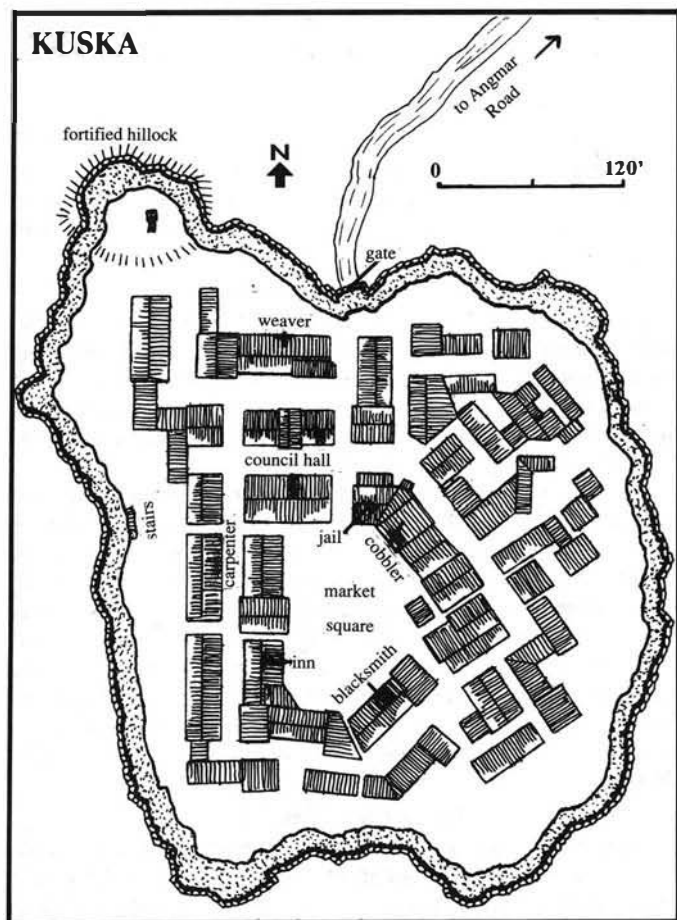 KUSKA
to Angmar
Road
fortified hillock
N
0 120'
gate
weaver
council hall
stairs
carpenter
jail
cobbler
market
square
inn
blacksmith